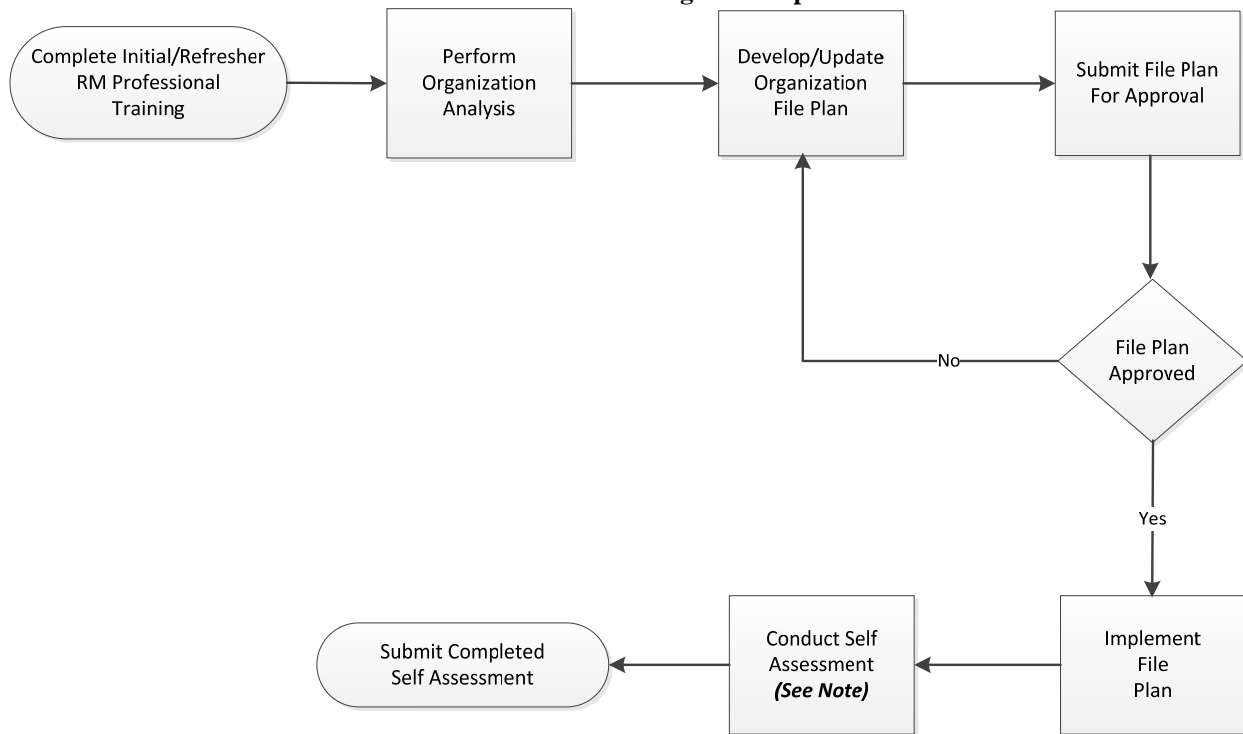 Complete Initial/Refresher
RM Professional
Training
Perform
Organization
Analysis
Develop/Update
Organization
File Plan
Submit File Plan
For Approval
File Plan
Approved
No
Yes
Implement
File
Plan
Conduct Self
Assessment
(See Note)
Submit Completed
Self Assessment